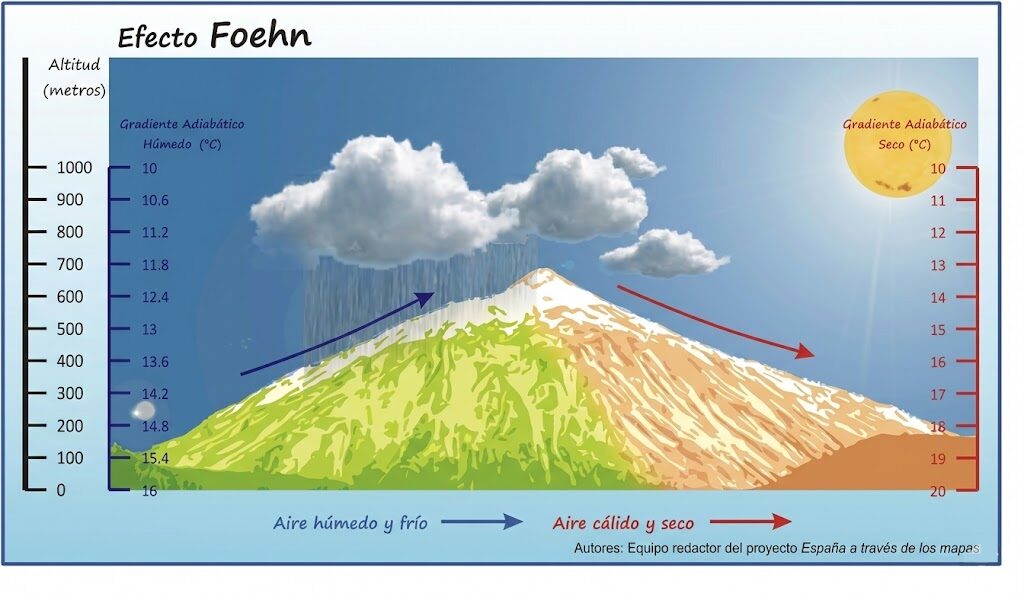 Efecto Foehn
Altitud
(metros)
Gradiente Adiabático
Húmedo (°C)
Gradiente Adiabático
Seco (°C)
1000 10 10
900 10.6 11
800 11.2 12
700 11.8 13
600 12.4 14
500 13 15
400 13.6 16
300 14.2 17
200 14.8 18
100 15.4 19
0 16 20
Aire húmedo y frío
Aire cálido y seco
Autores: Equipo redactor del proyecto España a través de los mapas